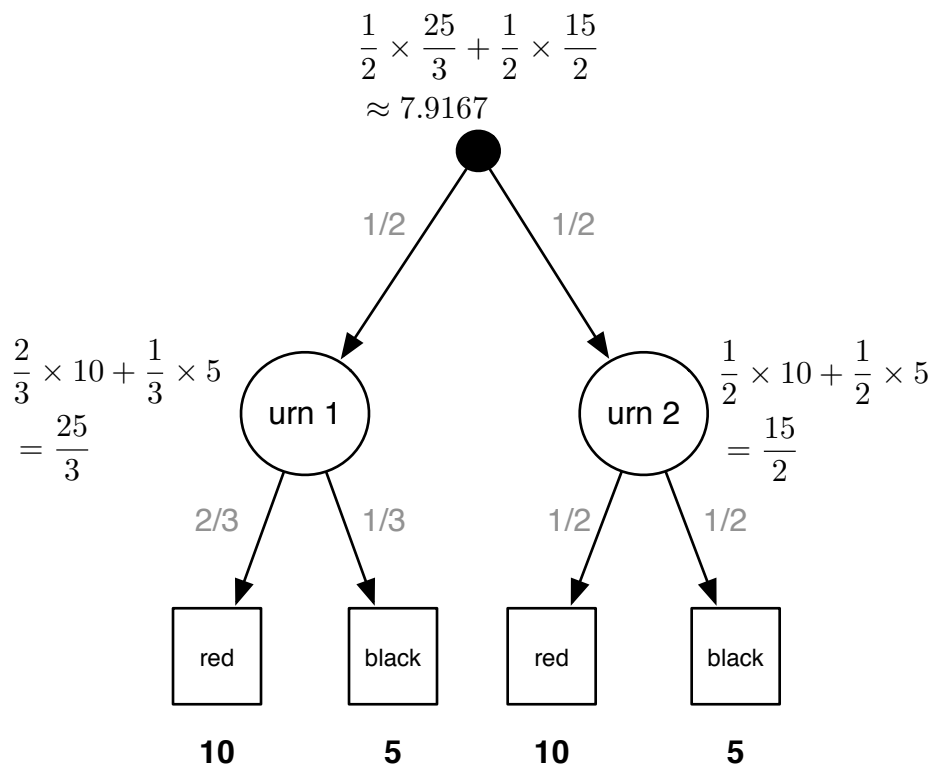 1/2 × 25/3 + 1/2 × 15/2
≈ 7.9167
1/2 1/2
2/3 × 10 + 1/3 × 5
= 25/3
urn 1
urn 2
1/2 × 10 + 1/2 × 5
= 15/2
2/3 1/3 1/2 1/2
red black red black
10 5 10 5